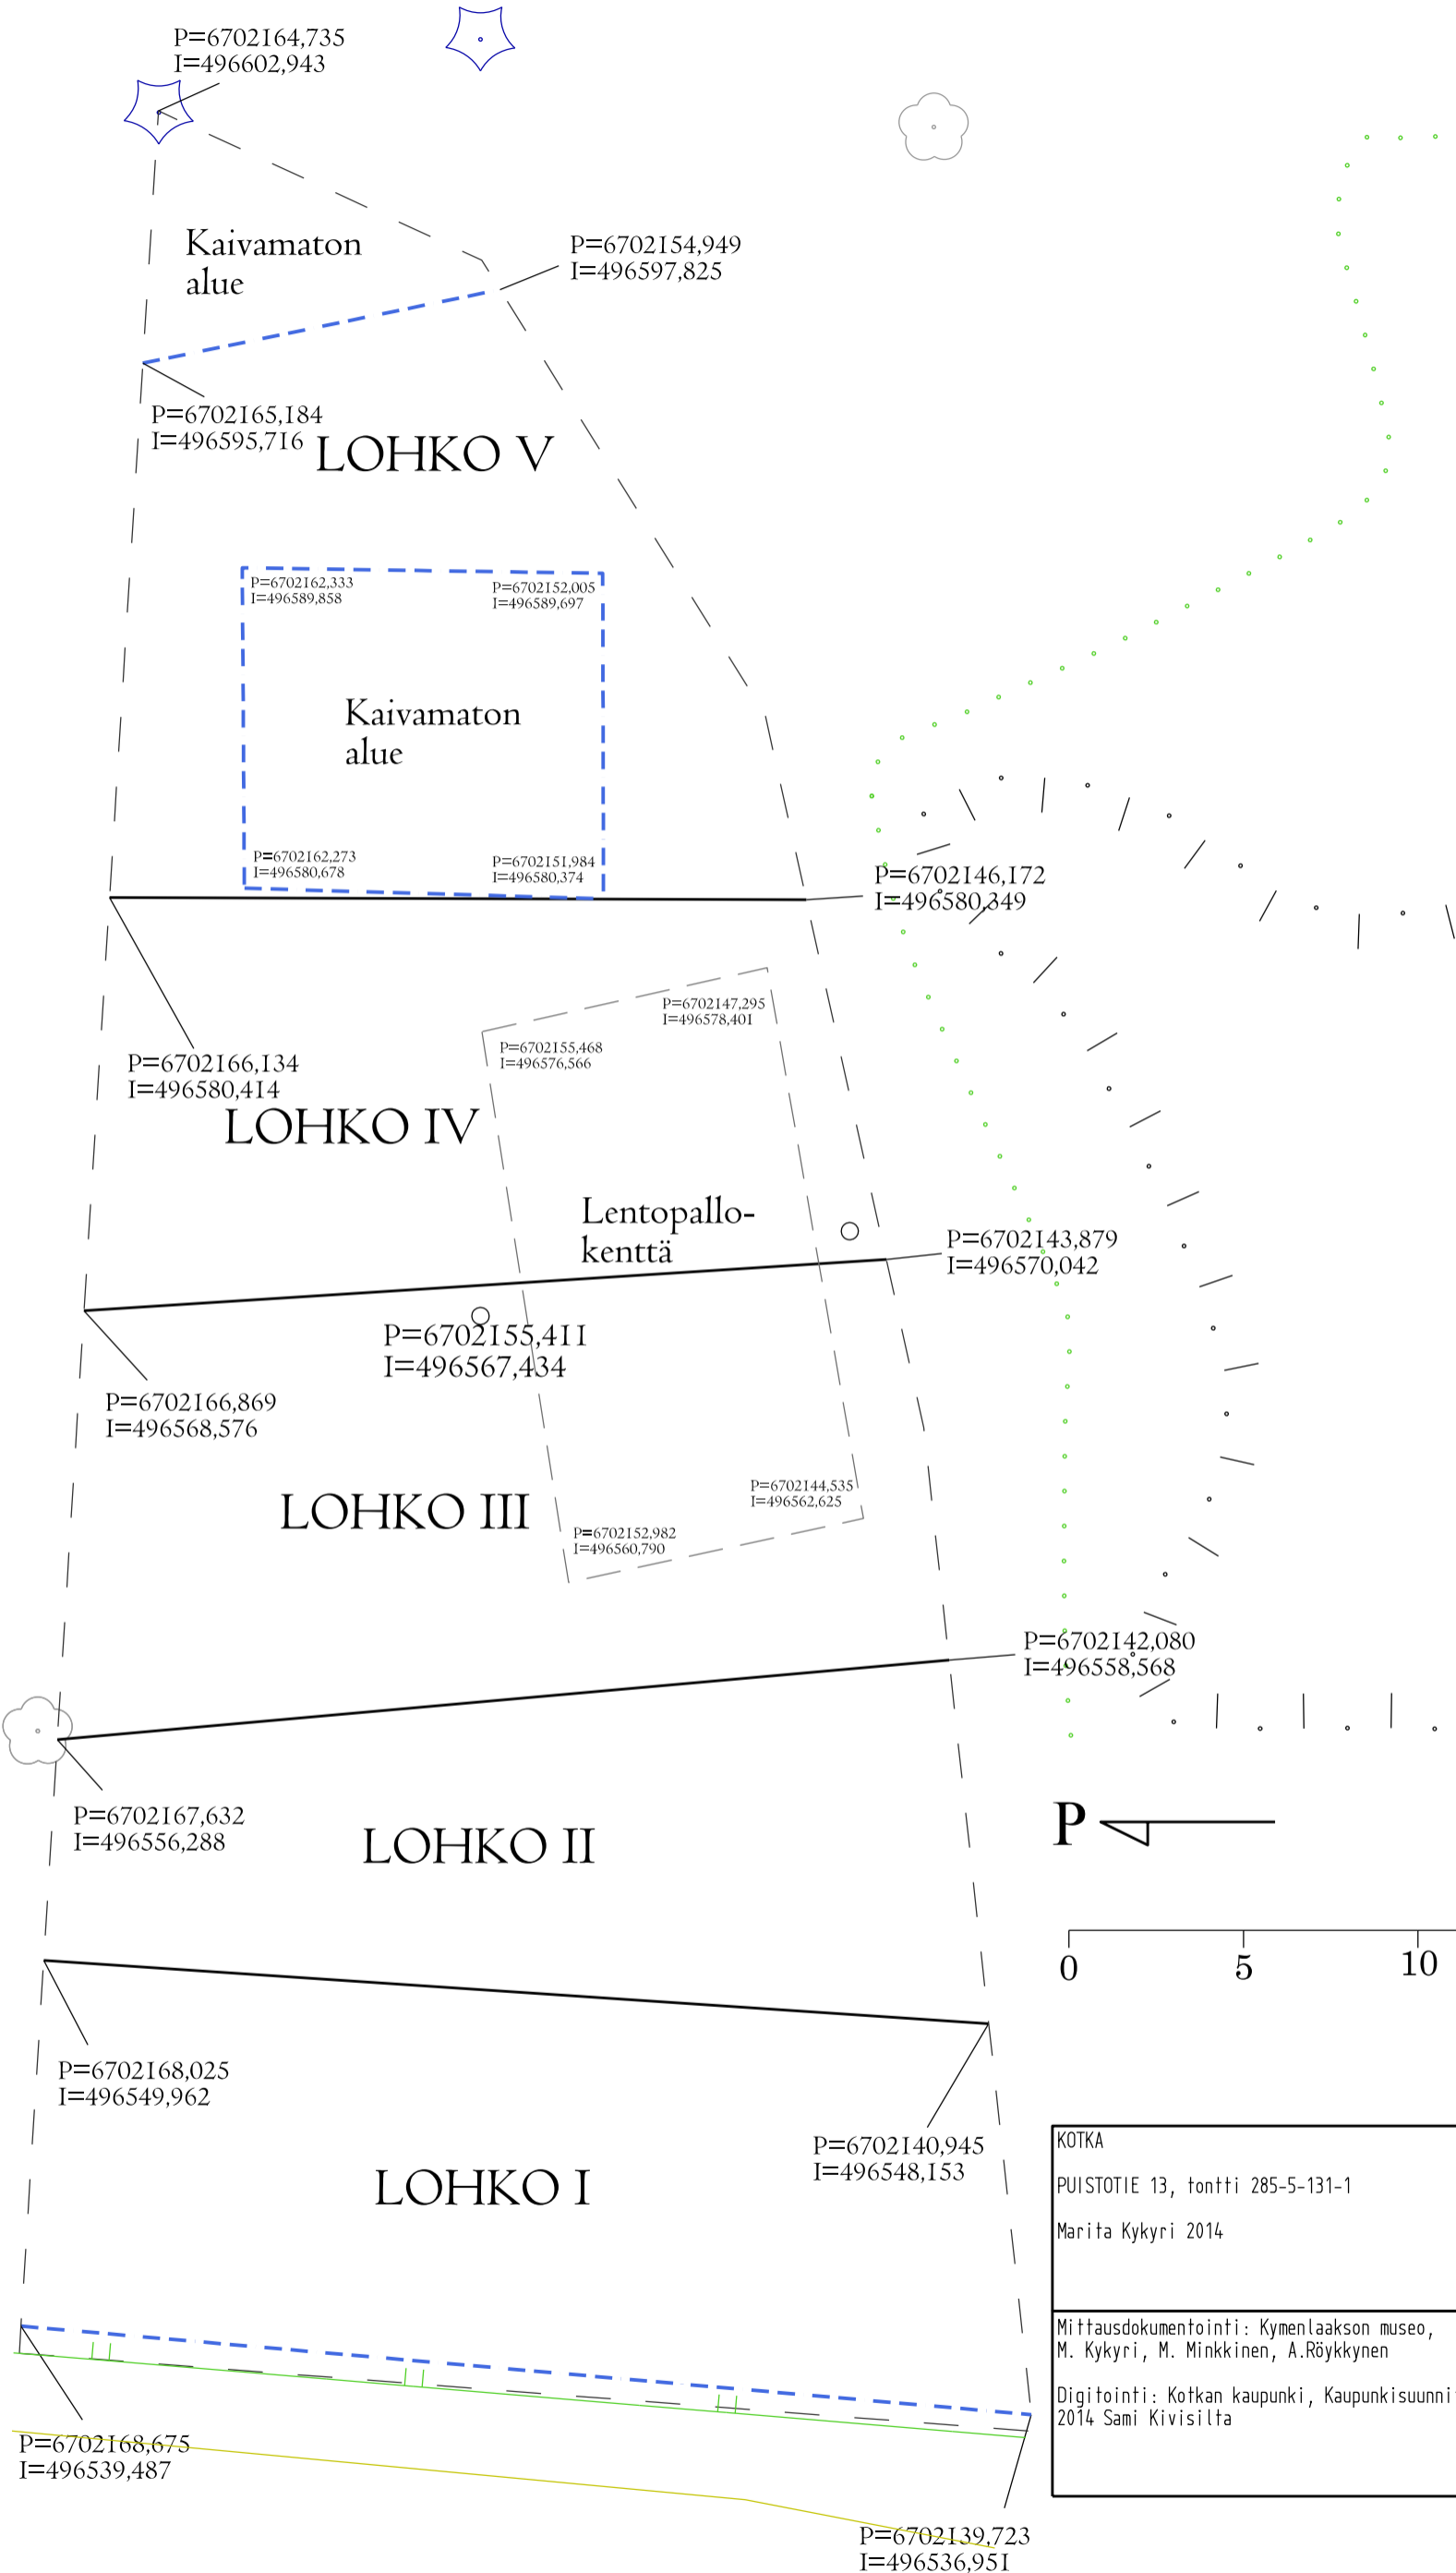 P=6702164,735
I=496602,943
Kaivamaton
alue
P=6702154,949
I=496597,825
P=6702165,184
I=496595,716
LOHKO V
P=6702162,333
I=496589,858
P=6702152,005
I=496589,697
Kaivamaton
alue
P=6702162,273
I=496580,678
P=6702151,984
I=496580,374
P=6702146,172
I=496580,349
P=6702147,295
I=496578,401
P=6702155,468
I=496576,566
P=6702166,134
I=496580,414
LOHKO IV
Lentopallo-
kenttä
P=6702143,879
I=496570,042
P=6702155,411
I=496567,434
P=6702166,869
I=496568,576
LOHKO III
P=6702144,535
I=496562,625
P=6702152,982
I=496560,790
P=6702142,080
I=496558,568
P=6702167,632
I=496556,288
LOHKO II
P
0 5 10
P=6702168,025
I=496549,962
P=6702140,945
I=496548,153
LOHKO I
KOTKA
PUISTOTIE 13, tontti 285-5-131-1
Marita Kykyri 2014
Mittausdokumentointi: Kymenlaakson museo,
M. Kykyri, M. Minkkinen, A.Röykkynen
Digitointi: Kotkan kaupunki, Kaupunkisuunni
2014 Sami Kivisilta
P=6702168,675
I=496539,487
P=6702139,723
I=496536,951